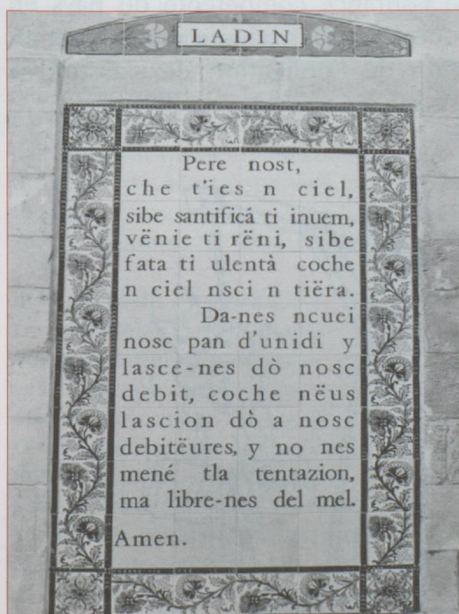 LADIN
Pere nost,
che t'ies n ciel,
sibe santificá ti inuem,
vënie ti rëni, sibe
fata ti ulentà coche
n ciel nsci n tiëra.
Da-nes ncuei
nosc pan d'unidi y
lasce-nes dò nosc
debit, coche nëus
lascion dò a nosc
debitëures, y no nes
mené tla tentazion,
ma libre-nes del mel.
Amen.